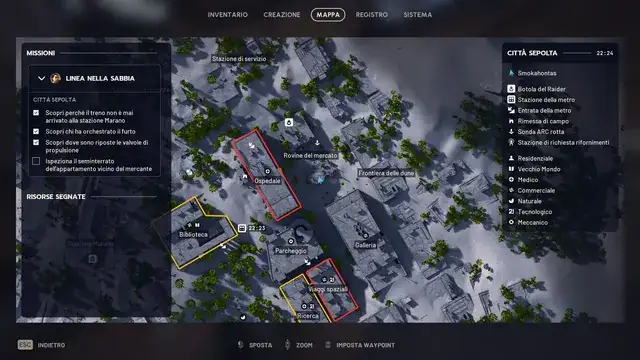 INVENTARIO CREAZIONE MAPPA REGISTRO SISTEMA
MISSIONI
LINEA NELLA SABBIA
CITTÀ SEPOLTA
Scopri perché il treno non è mai
arrivato alla stazione Marano
Scopri chi ha orchestrato il furto
Scopri dove sono riposte le valvole di
propulsione
Ispeziona il seminterrato
dell'appartamento vicino del mercante
RISORSE SEGNATE
Stazione di servizio
Rovine del mercato
Ospedale
Frontiera delle dune
Biblioteca
22:23
Parcheggio
Galleria
Viaggi spaziali
Ricerca
CITTÀ SEPOLTA 22:24
Smokahontas
Botola del Raider
Stazione della metro
Entrata della metro
Rimessa di campo
Sonda ARC rotta
Stazione di richiesta rifornimenti
Residenziale
Vecchio Mondo
Medico
Commerciale
Naturale
Tecnologico
Meccanico
ESC INDIETRO
SPOSTA ZOOM IMPOSTA WAYPOINT